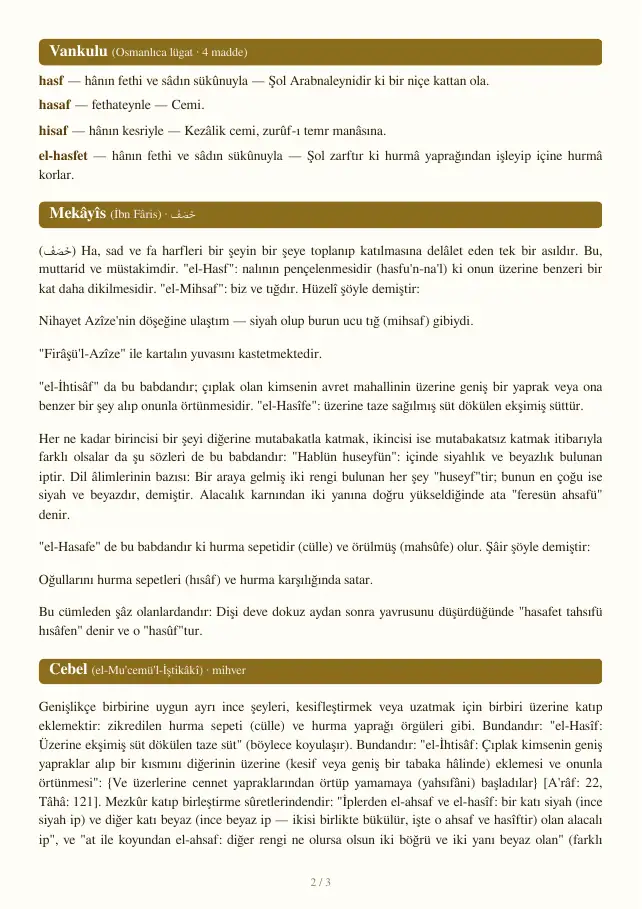 Vankulu (Osmanlıca lügat · 4 madde)
hasf — hânın fethi ve sâdın sükûnuyla — Şol Arabnaleynidir ki bir niçe kattan ola.
hasaf — fethateynle — Cemi.
hisaf — hânın kesriyle — Kezâlik cemi, zurûf-ı temr manâsına.
el-hasfet — hânın fethi ve sâdın sükûnuyla — Şol zarftır ki hurmâ yaprağından işleyip içine hurmâ
korlar.
Mekâyîs (İbn Fâris) · خَصَفَ
(خَصَفَ) Ha, sad ve fa harfleri bir şeyin bir şeye toplanıp katılmasına delâlet eden tek bir asıldır. Bu,
muttarid ve müstakimdir. "el-Hasf": nalının pençelenmesidir (hasfu'n-na'l) ki onun üzerine benzeri bir
kat daha dikilmesidir. "el-Mihsaf": biz ve tığdır. Hüzelî şöyle demiştir:
Nihayet Azîze'nin döşeğine ulaştım — siyah olup burun ucu tığ (mihsaf) gibiydi.
"Firâşü'l-Azîze" ile kartalın yuvasını kastetmektedir.
"el-İhtisâf" da bu babdandır; çıplak olan kimsenin avret mahallinin üzerine geniş bir yaprak veya ona
benzer bir şey alıp onunla örtünmesidir. "el-Hasîfe": üzerine taze sağılmış süt dökülen ekşimiş süttür.
Her ne kadar birincisi bir şeyi diğerine mutabakatla katmak, ikincisi ise mutabakatsız katmak itibarıyla
farklı olsalar da şu sözleri de bu babdandır: "Hablün huseyfün": içinde siyahlık ve beyazlık bulunan
iptir. Dil âlimlerinin bazısı: Bir araya gelmiş iki rengi bulunan her şey "huseyf"tir; bunun en çoğu ise
siyah ve beyazdır, demiştir. Alacalık karnından iki yanına doğru yükseldiğinde ata "feresün ahsafü"
denir.
"el-Hasafe" de bu babdandır ki hurma sepetidir (cülle) ve örülmüş (mahsûfe) olur. Şâir şöyle demiştir:
Oğullarını hurma sepetleri (hısâf) ve hurma karşılığında satar.
Bu cümleden şâz olanlardandır: Dişi deve dokuz aydan sonra yavrusunu düşürdüğünde "hasafet tahsıfü
hısâfen" denir ve o "hasûf"tur.
Cebel (el-Mu'cemü'l-İştikâkî) · mihver
Genişlikçe birbirine uygun ayrı ince şeyleri, kesifleştirmek veya uzatmak için birbiri üzerine katıp
eklemektir: zikredilen hurma sepeti (cülle) ve hurma yaprağı örgüleri gibi. Bundandır: "el-Hasîf:
Üzerine ekşimiş süt dökülen taze süt" (böylece koyulaşır). Bundandır: "el-İhtisâf: Çıplak kimsenin geniş
yapraklar alıp bir kısmını diğerinin üzerine (kesif veya geniş bir tabaka hâlinde) eklemesi ve onunla
örtünmesi": {Ve üzerlerine cennet yapraklarından örtüp yamamaya (yahsıfâni) başladılar} [A'râf: 22,
Tâhâ: 121]. Mezkûr katıp birleştirme sûretlerindendir: "İplerden el-ahsaf ve el-hasîf: bir katı siyah (ince
siyah ip) ve diğer katı beyaz (ince beyaz ip — ikisi birlikte bükülür, işte o ahsaf ve hasîftir) olan alacalı
ip", ve "at ile koyundan el-ahsaf: diğer rengi ne olursa olsun iki böğrü ve iki yanı beyaz olan" (farklı
2 / 3